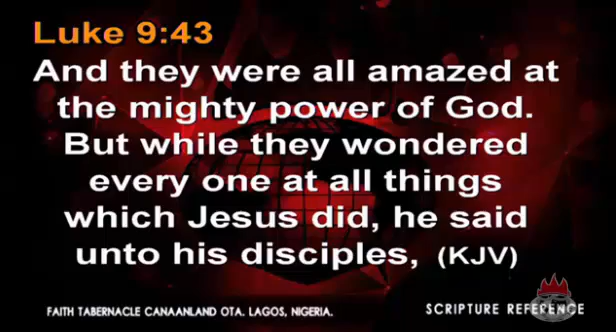 Luke 9:43
And they were all amazed at
the mighty power of God.
But while they wondered
every one at all things
which Jesus did, he said
unto his disciples, (KJV)
FAITH TABERNACLE CANAANLAND OTA. LAGOS, NIGERIA.
SCRIPTURE REFERENCE